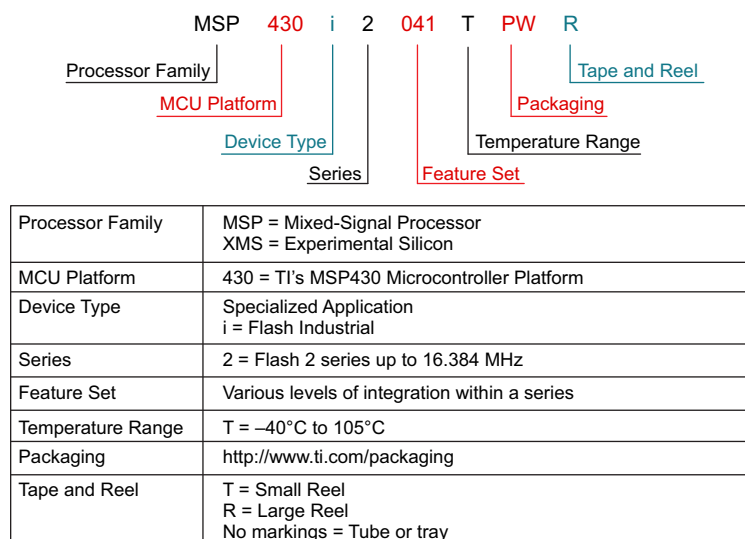 MSP 430 i 2 041 T PW R
Processor Family
Tape and Reel
MCU Platform
Packaging
Device Type
Temperature Range
Series
Feature Set
Processor Family
MSP = Mixed-Signal Processor
XMS = Experimental Silicon
MCU Platform
430 = TI's MSP430 Microcontroller Platform
Device Type
Specialized Application
i = Flash Industrial
Series
2 = Flash 2 series up to 16.384 MHz
Feature Set
Various levels of integration within a series
Temperature Range
T = –40°C to 105°C
Packaging
http://www.ti.com/packaging
Tape and Reel
T = Small Reel
R = Large Reel
No markings = Tube or tray